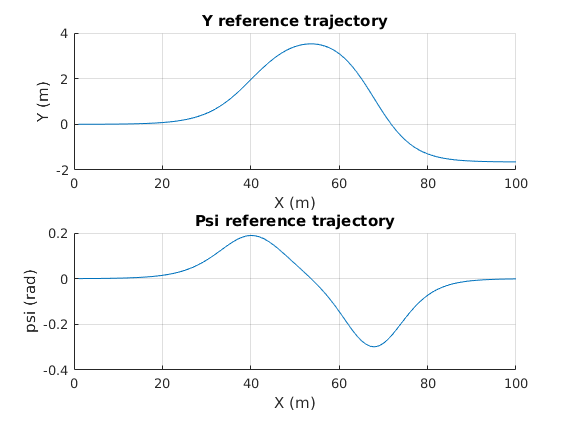 Y reference trajectory
4
2
0
-2
Y (m)
0 20 40 60 80 100
X (m)
Psi reference trajectory
0.2
0
-0.2
-0.4
psi (rad)
0 20 40 60 80 100
X (m)